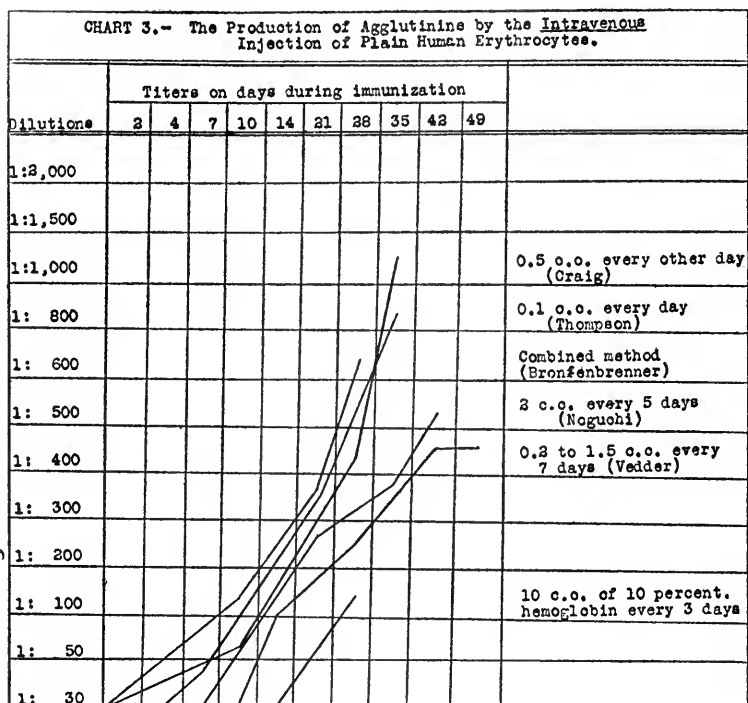 CHART 3.- The Production of Agglutinins by the Intravenous
Injection of Plain Human Erythrocytes.
Titers on days during immunization
Dilutions 2 4 7 10 14 21 28 35 42 49
1:2,000
1:1,500
1:1,000
0.5 c.c. every other day
(Craig)
1: 800
0.1 c.c. every day
(Thompson)
1: 600
Combined method
(Bronfenbrenner)
1: 500
2 c.c. every 5 days
(Noguchi)
1: 400
0.2 to 1.5 c.c. every
7 days (Vedder)
1: 300
1: 200
1: 100
10 c.c. of 10 percent.
hemoglobin every 3 days
1: 50
1: 30